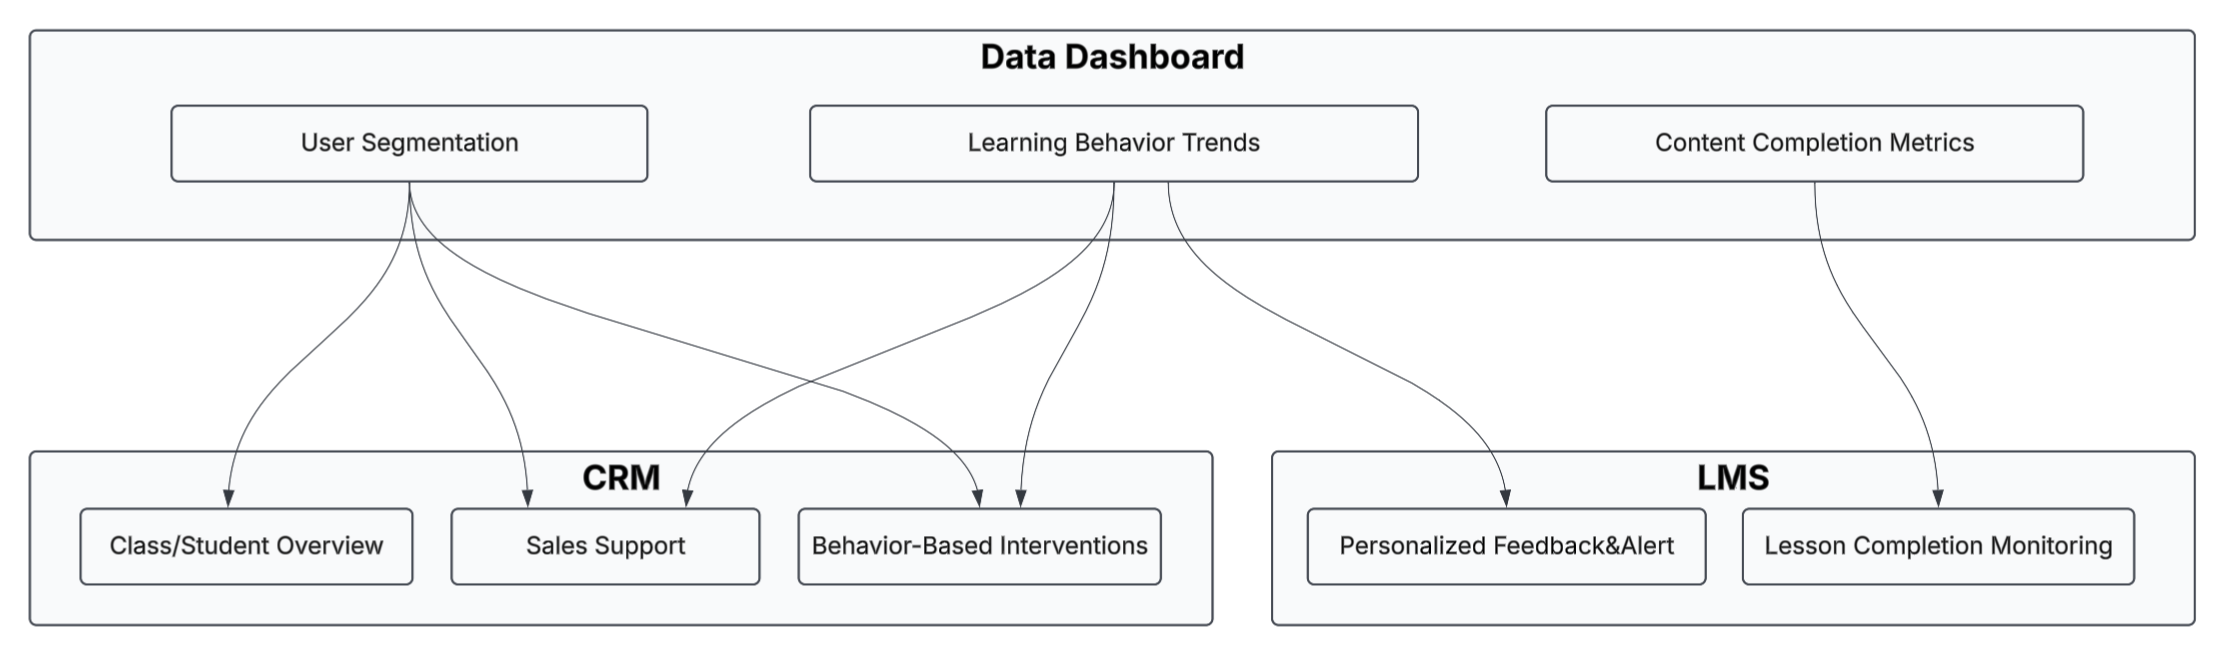 Data Dashboard
User Segmentation
Learning Behavior Trends
Content Completion Metrics
CRM
Class/Student Overview
Sales Support
Behavior-Based Interventions
LMS
Personalized Feedback&Alert
Lesson Completion Monitoring